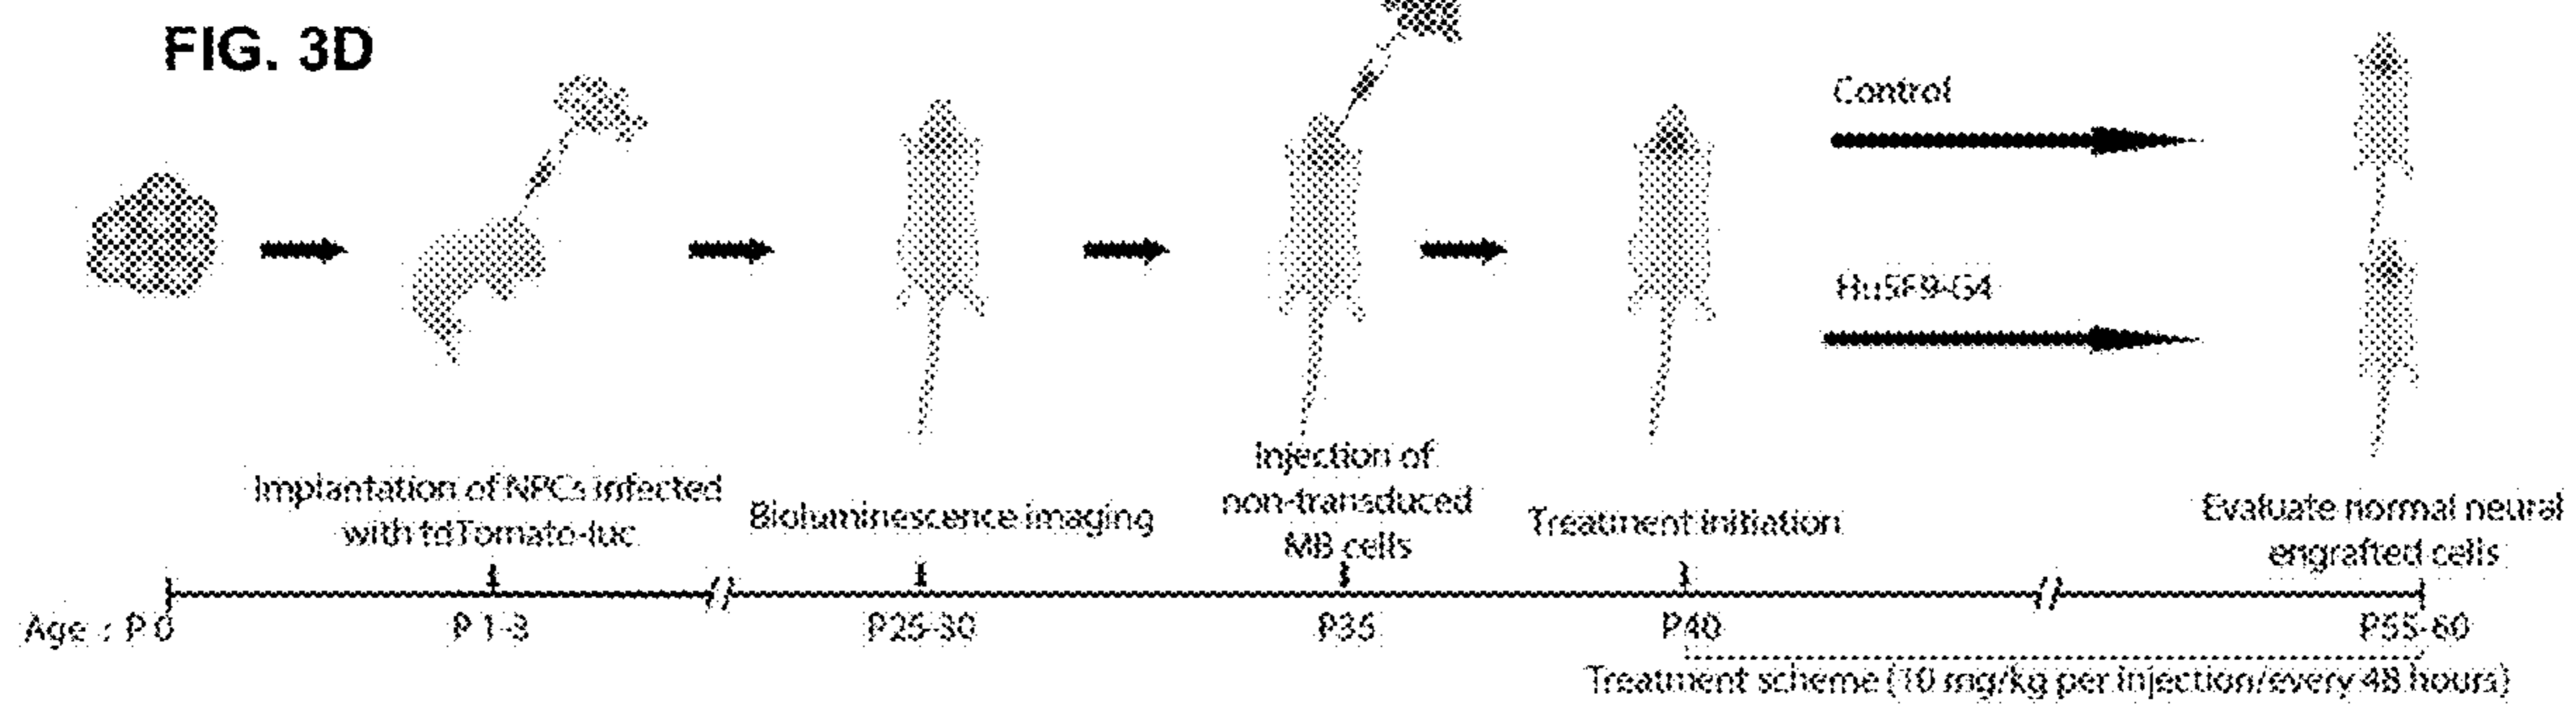 FIG. 3D
Control
Hu5F9-G4
Implantation of NPCs infected
with tdTomato-luc
Bioluminescence imaging
Injection of
non-transduced
MB cells
Treatment initiation
Evaluate normal neural
engrafted cells
Age : P 0
P 1-3
P25-30
P35
P40
P55-60
Treatment scheme (10 mg/kg per injection/every 48 hours)